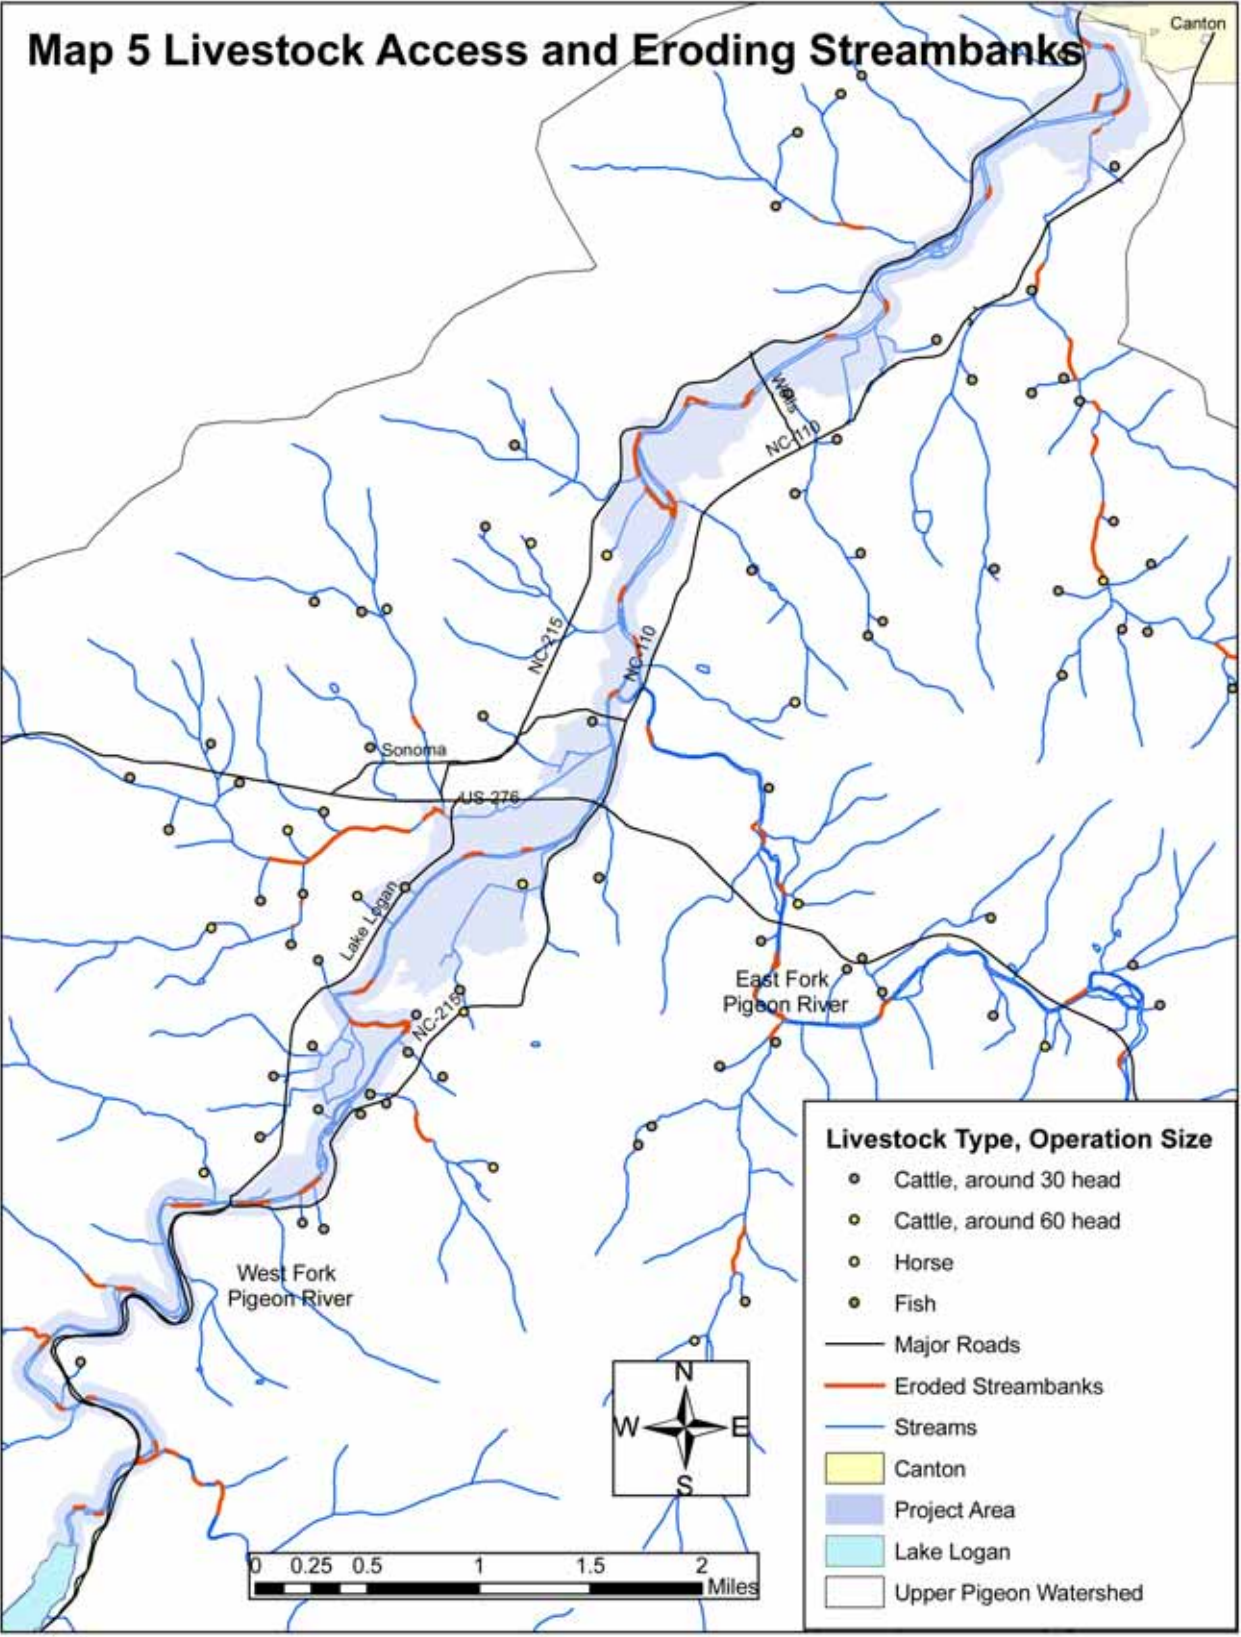 Map 5 Livestock Access and Eroding Streambanks
Canton
Wells
NC-110
NC-215
NC-110
Sonoma
US-276
Lake Logan
East Fork
Pigeon River
NC-215
West Fork
Pigeon River
Livestock Type, Operation Size
Cattle, around 30 head
Cattle, around 60 head
Horse
Fish
Major Roads
Eroded Streambanks
Streams
Canton
Project Area
Lake Logan
Upper Pigeon Watershed
N
W E
S
0 0.25 0.5 1 1.5 2
Miles